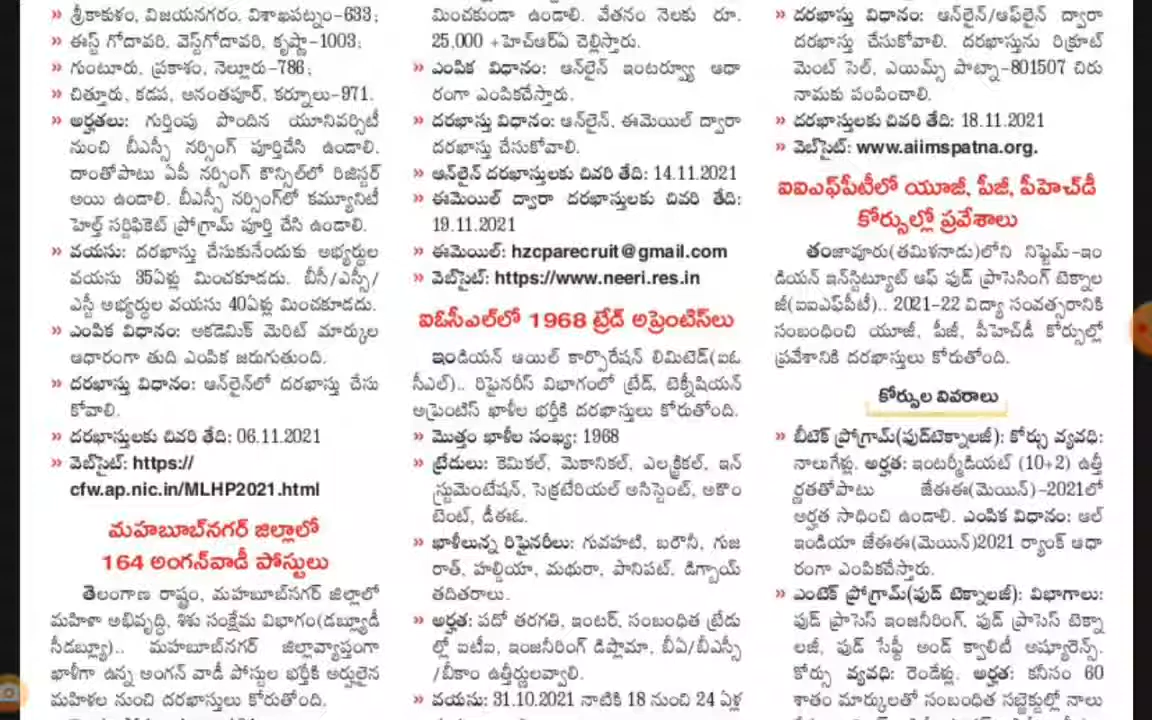 » శ్రీకాకుళం, విజయనగరం, విశాఖపట్నం-633;
» ఈస్ట్ గోదావరి, వెస్ట్‌గోదావరి, కృష్ణా-1003;
» గుంటూరు, ప్రకాశం, నెల్లూరు-786;
» చిత్తూరు, కడప, అనంతపూర్, కర్నూలు-971.
» అర్హతలు: గుర్తింపు పొందిన యూనివర్సిటీ
నుంచి బీఎస్సీ నర్సింగ్ పూర్తిచేసి ఉండాలి.
దాంతోపాటు ఏపీ నర్సింగ్ కౌన్సిల్‌లో రిజిస్టర్
అయి ఉండాలి. బీఎస్సీ నర్సింగ్‌లో కమ్యూనిటీ
హెల్త్ సర్టిఫికెట్ ప్రోగ్రామ్ పూర్తి చేసి ఉండాలి.
» వయసు: దరఖాస్తు చేసుకునేందుకు అభ్యర్థుల
వయసు 35ఏళ్లు మించకూడదు. బీసీ/ఎస్సీ/
ఎస్టీ అభ్యర్థుల వయసు 40ఏళ్లు మించకూడదు.
» ఎంపిక విధానం: అకడెమిక్ మెరిట్ మార్కుల
ఆధారంగా తుది ఎంపిక జరుగుతుంది.
» దరఖాస్తు విధానం: ఆన్‌లైన్‌లో దరఖాస్తు చేసు
కోవాలి.
» దరఖాస్తులకు చివరి తేది: 06.11.2021
» వెబ్‌సైట్: https://
cfw.ap.nic.in/MLHP2021.html
మహబూబ్‌నగర్ జిల్లాలో
164 అంగన్‌వాడీ పోస్టులు
తెలంగాణ రాష్ట్రం, మహబూబ్‌నగర్ జిల్లాలో
మహిళా అభివృద్ధి, శిశు సంక్షేమ విభాగం(డబ్ల్యూడీ
సీడబ్ల్యూ).. మహబూబ్‌నగర్ జిల్లావ్యాప్తంగా
ఖాళీగా ఉన్న అంగన్ వాడీ పోస్టుల భర్తీకి అర్హులైన
మహిళల నుంచి దరఖాస్తులు కోరుతోంది.
మించకుండా ఉండాలి. వేతనం నెలకు రూ.
25,000 +హెచ్ఆర్ఏ చెల్లిస్తారు.
» ఎంపిక విధానం: ఆన్‌లైన్ ఇంటర్వ్యూ ఆధా
రంగా ఎంపికచేస్తారు.
» దరఖాస్తు విధానం: ఆన్‌లైన్, ఈమెయిల్ ద్వారా
దరఖాస్తు చేసుకోవాలి.
» ఆన్‌లైన్ దరఖాస్తులకు చివరి తేది: 14.11.2021
» ఈమెయిల్ ద్వారా దరఖాస్తులకు చివరి తేది:
19.11.2021
» ఈమెయిల్: hzcparecruit@gmail.com
» వెబ్‌సైట్: https://www.neeri.res.in
ఐఓసీఎల్‌లో 1968 ట్రేడ్ అప్రెంటిస్‌లు
ఇండియన్ ఆయిల్ కార్పొరేషన్ లిమిటెడ్(ఐఓ
సీఎల్).. రిఫైనరీస్ విభాగంలో ట్రేడ్, టెక్నీషియన్
అప్రెంటిస్ ఖాళీల భర్తీకి దరఖాస్తులు కోరుతోంది.
» మొత్తం ఖాళీల సంఖ్య: 1968
» ట్రేడులు: కెమికల్, మెకానికల్, ఎలక్ట్రికల్, ఇన్
స్ట్రుమెంటేషన్, సెక్రటేరియల్ అసిస్టెంట్, అకౌం
టెంట్, డీఈఓ.
» ఖాళీలున్న రిఫైనరీలు: గువహటి, బరౌనీ, గుజ
రాత్, హల్దియా, మథురా, పానిపట్, డిగ్బాయ్
తదితరాలు.
» అర్హత: పదో తరగతి, ఇంటర్, సంబంధిత ట్రేడు
ల్లో ఐటీఐ, ఇంజనీరింగ్ డిప్లొమా, బీఏ/బీఎస్సీ
/బీకాం ఉత్తీర్ణులవ్వాలి.
» వయసు: 31.10.2021 నాటికి 18 నుంచి 24 ఏళ్ల
» దరఖాస్తు విధానం: ఆన్‌లైన్/ఆఫ్‌లైన్ ద్వారా
దరఖాస్తు చేసుకోవాలి. దరఖాస్తును రిక్రూట్
మెంట్ సెల్, ఎయిమ్స్ పాట్నా-801507 చిరు
నామకు పంపించాలి.
» దరఖాస్తులకు చివరి తేది: 18.11.2021
» వెబ్‌సైట్: www.aiimspatna.org.
ఐఐఎఫ్‌పీటీలో యూజీ, పీజీ, పీహెచ్‌డీ
కోర్సుల్లో ప్రవేశాలు
తంజావూరు(తమిళనాడు)లోని నిఫ్టెమ్-ఇం
డియన్ ఇన్‌స్టిట్యూట్ ఆఫ్ ఫుడ్ ప్రాసెసింగ్ టెక్నాల
జీ(ఐఐఎఫ్‌పీటీ).. 2021-22 విద్యా సంవత్సరానికి
సంబంధించి యూజీ, పీజీ, పీహెచ్‌డీ కోర్సుల్లో
ప్రవేశానికి దరఖాస్తులు కోరుతోంది.
కోర్సుల వివరాలు
» బీటెక్ ప్రోగ్రామ్(ఫుడ్‌టెక్నాలజీ): కోర్సు వ్యవధి:
నాలుగేళ్లు. అర్హత: ఇంటర్మీడియట్ (10+2) ఉత్తీ
ర్ణతతోపాటు జేఈఈ(మెయిన్)-2021లో
అర్హత సాధించి ఉండాలి. ఎంపిక విధానం: ఆల్
ఇండియా జేఈఈ(మెయిన్)2021 ర్యాంక్ ఆధా
రంగా ఎంపికచేస్తారు.
» ఎంటెక్ ప్రోగ్రామ్(ఫుడ్ టెక్నాలజీ): విభాగాలు:
ఫుడ్ ప్రాసెస్ ఇంజనీరింగ్, ఫుడ్ ప్రాసెస్ టెక్నా
లజీ, ఫుడ్ సేఫ్టీ అండ్ క్వాలిటీ అష్యూరెన్స్.
కోర్సు వ్యవధి: రెండేళ్లు. అర్హత: కనీసం 60
శాతం మార్కులతో సంబంధిత సబ్జెక్టుల్లో నాలు